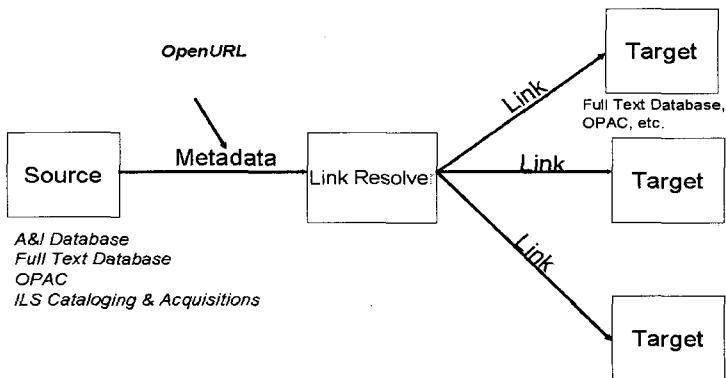 OpenURL
Target
Link
Full Text Database,
OPAC, etc.
Metadata
Source
Link Resolver
Link
Target
A&I Database
Full Text Database
OPAC
ILS Cataloging & Acquisitions
Link
Target